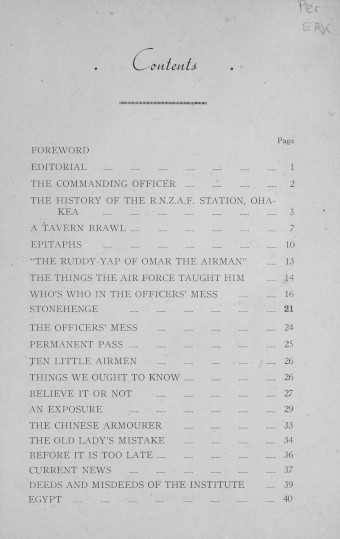 Per
ERK
Contents
Page
FOREWORD
EDITORIAL 1
THE COMMANDING OFFICER 2
THE HISTORY OF THE R.N.Z.A.F. STATION, OHA-
KEA 3
A TAVERN BRAWL 7
EPITAPHS 10
"THE RUDDY-YAP OF OMAR THE AIRMAN" 13
THE THINGS THE AIR FORCE TAUGHT HIM 14
WHO'S WHO IN THE OFFICERS' MESS 16
STONEHENGE 21
THE OFFICERS' MESS 24
PERMANENT PASS 25
TEN LITTLE AIRMEN 26
THINGS WE OUGHT TO KNOW 26
BELIEVE IT OR NOT 27
AN EXPOSURE 29
THE CHINESE ARMOURER 33
THE OLD LADY'S MISTAKE 34
BEFORE IT IS TOO LATE 36
CURRENT NEWS 37
DEEDS AND MISDEEDS OF THE INSTITUTE 39
EGYPT 40